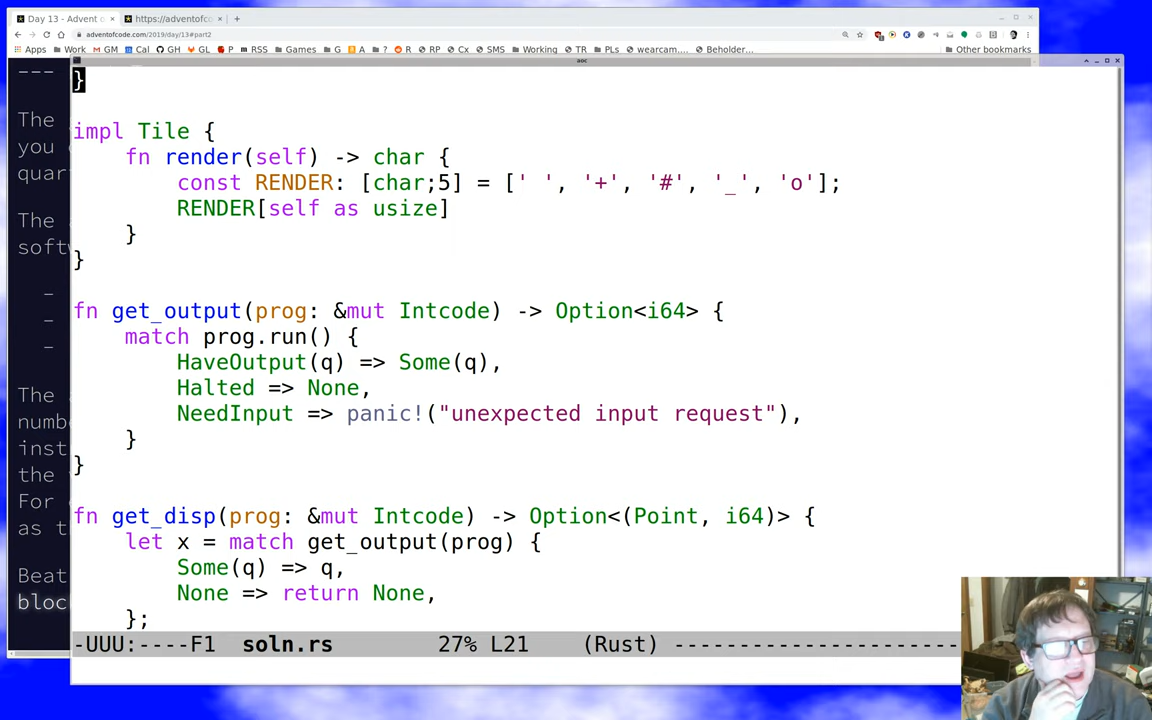 Day 13 - Advent o
https://adventofcode.c
adventofcode.com/2019/day/13#part2
Apps Work GM Cal GH GL P RSS Games G A ? R RP Cx SMS Working TR PLs wearcam.... Beholder... Other bookmarks
aoc
---
}
The
impl Tile {
you
fn render(self) -> char {
quar
const RENDER: [char;5] = [' ', '+', '#', '_', 'o'];
The
RENDER[self as usize]
softw
}
}
-
fn get_output(prog: &mut Intcode) -> Option<i64> {
-
match prog.run() {
-
HaveOutput(q) => Some(q),
Halted => None,
The
NeedInput => panic!("unexpected input request"),
numb
}
inst
}
the
For
fn get_disp(prog: &mut Intcode) -> Option<(Point, i64)> {
as th
let x = match get_output(prog) {
Beat
Some(q) => q,
None => return None,
bloc
};
-UUU:----F1 soln.rs 27% L21 (Rust) ----------------------